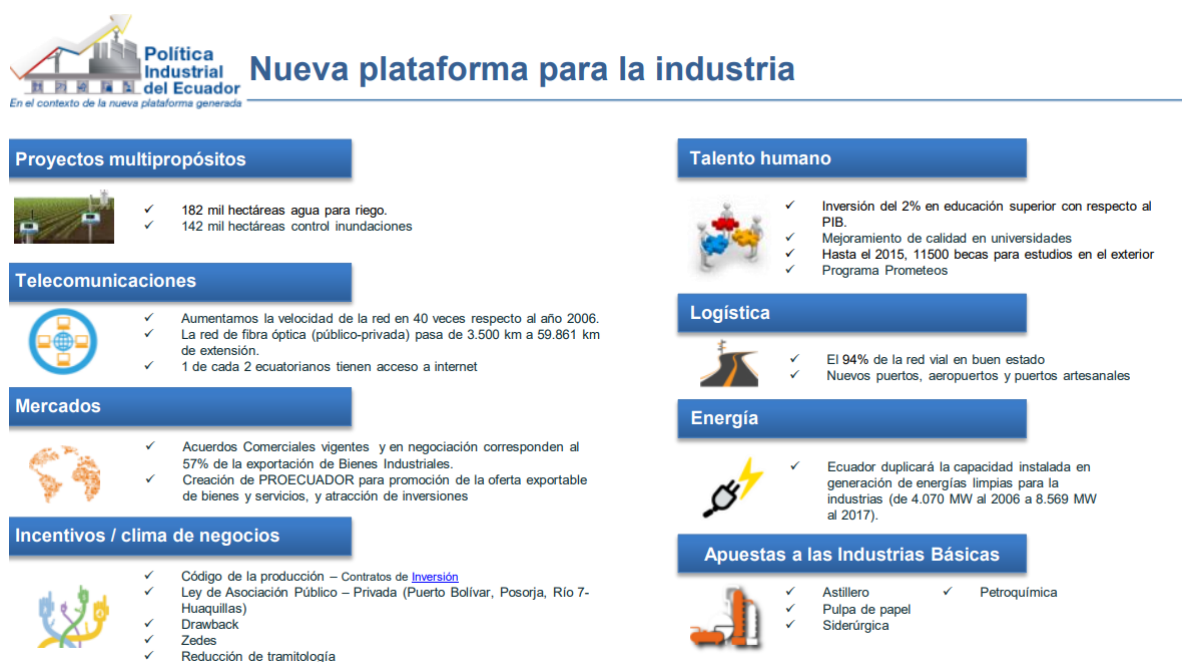 Política
Industrial
del Ecuador
En el contexto de la nueva plataforma generada
Nueva plataforma para la industria
Proyectos multipropósitos
✓ 182 mil hectáreas agua para riego.
✓ 142 mil hectáreas control inundaciones
Telecomunicaciones
✓ Aumentamos la velocidad de la red en 40 veces respecto al año 2006.
✓ La red de fibra óptica (público-privada) pasa de 3.500 km a 59.861 km
de extensión.
✓ 1 de cada 2 ecuatorianos tienen acceso a internet
Mercados
✓ Acuerdos Comerciales vigentes y en negociación corresponden al
57% de la exportación de Bienes Industriales.
✓ Creación de PROECUADOR para promoción de la oferta exportable
de bienes y servicios, y atracción de inversiones
Incentivos / clima de negocios
✓ Código de la producción – Contratos de Inversión
✓ Ley de Asociación Público – Privada (Puerto Bolívar, Posorja, Río 7-
Huaquillas)
✓ Drawback
✓ Zedes
✓ Reducción de tramitología
Talento humano
✓ Inversión del 2% en educación superior con respecto al
PIB.
✓ Mejoramiento de calidad en universidades
✓ Hasta el 2015, 11500 becas para estudios en el exterior
✓ Programa Prometeos
Logística
✓ El 94% de la red vial en buen estado
✓ Nuevos puertos, aeropuertos y puertos artesanales
Energía
✓ Ecuador duplicará la capacidad instalada en
generación de energías limpias para la
industrias (de 4.070 MW al 2006 a 8.569 MW
al 2017).
Apuestas a las Industrias Básicas
✓ Astillero ✓ Petroquímica
✓ Pulpa de papel
✓ Siderúrgica